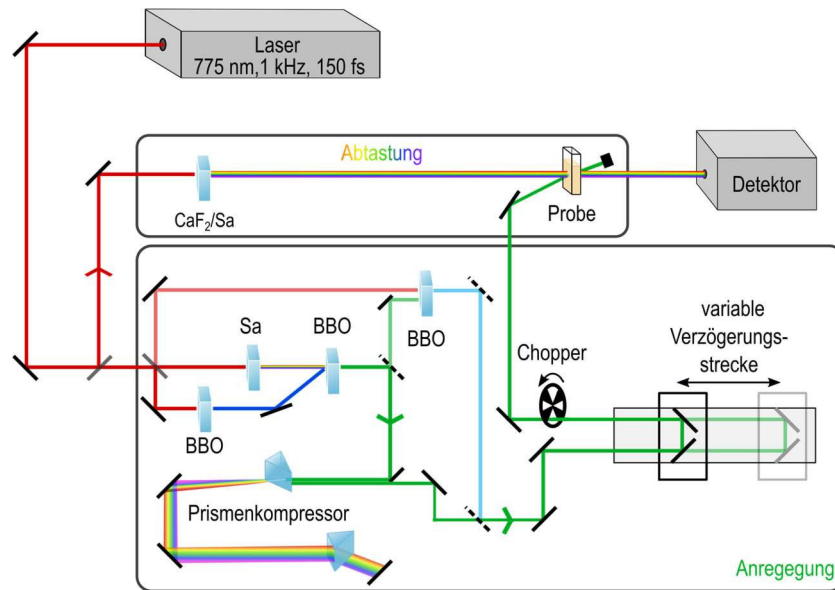 Laser
775 nm,1 kHz, 150 fs
Abtastung
CaF₂/Sa
Probe
Detektor
Sa
BBO
BBO
BBO
Chopper
variable
Verzögerungs-
strecke
Prismenkompressor
Anregegung